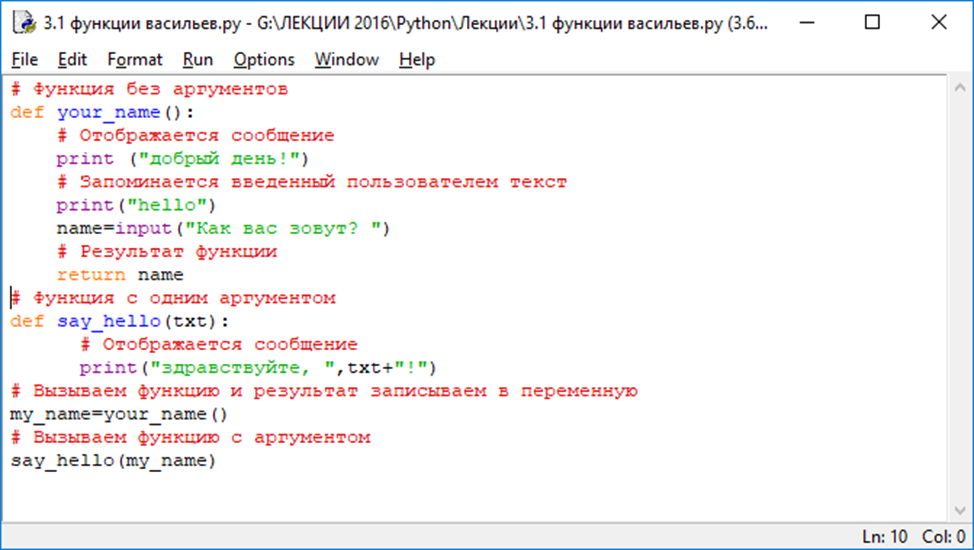 3.1 функции васильев.py - G:\ЛЕКЦИИ 2016\Python\Лекции\3.1 функции васильев.py (3.6...
File Edit Format Run Options Window Help
# Функция без аргументов
def your_name():
    # Отображается сообщение
    print ("добрый день!")
    # Запоминается введенный пользователем текст
    print("hello")
    name=input("Как вас зовут? ")
    # Результат функции
    return name
# Функция с одним аргументом
def say_hello(txt):
      # Отображается сообщение
      print("здравствуйте, ",txt+"!")
# Вызываем функцию и результат записываем в переменную
my_name=your_name()
# Вызываем функцию с аргументом
say_hello(my_name)
Ln: 10 Col: 0